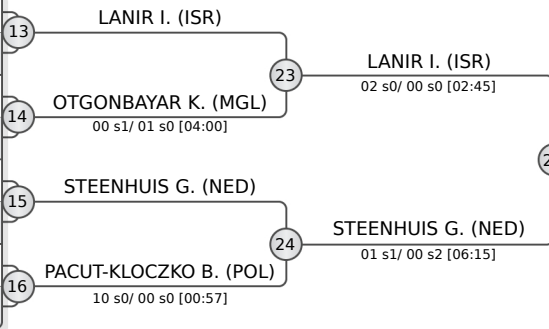 13
LANIR I. (ISR)
23
LANIR I. (ISR)
02 s0/ 00 s0 [02:45]
14
OTGONBAYAR K. (MGL)
00 s1/ 01 s0 [04:00]
15
STEENHUIS G. (NED)
24
STEENHUIS G. (NED)
01 s1/ 00 s2 [06:15]
16
PACUT-KLOCZKO B. (POL)
10 s0/ 00 s0 [00:57]